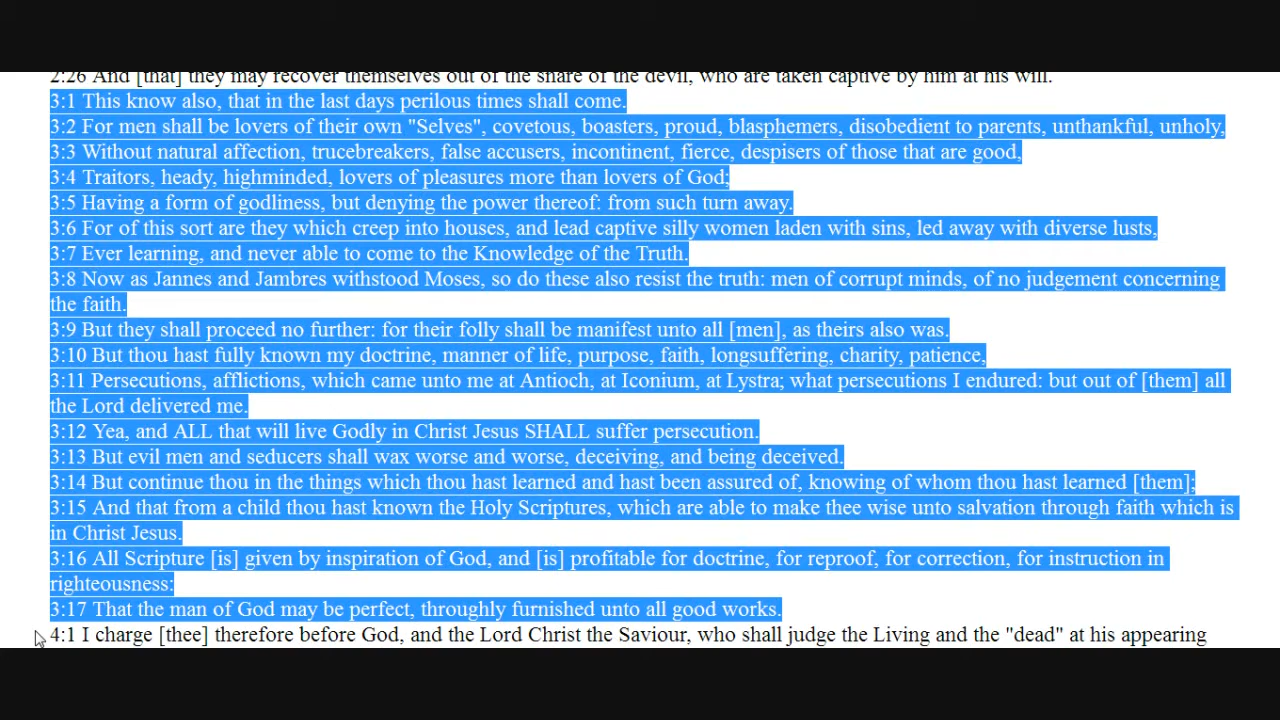 2:26 And [that] they may recover themselves out of the snare of the devil, who are taken captive by him at his will.
3:1 This know also, that in the last days perilous times shall come.
3:2 For men shall be lovers of their own "Selves", covetous, boasters, proud, blasphemers, disobedient to parents, unthankful, unholy,
3:3 Without natural affection, trucebreakers, false accusers, incontinent, fierce, despisers of those that are good,
3:4 Traitors, heady, highminded, lovers of pleasures more than lovers of God;
3:5 Having a form of godliness, but denying the power thereof: from such turn away.
3:6 For of this sort are they which creep into houses, and lead captive silly women laden with sins, led away with diverse lusts,
3:7 Ever learning, and never able to come to the Knowledge of the Truth.
3:8 Now as Jannes and Jambres withstood Moses, so do these also resist the truth: men of corrupt minds, of no judgement concerning
the faith.
3:9 But they shall proceed no further: for their folly shall be manifest unto all [men], as theirs also was.
3:10 But thou hast fully known my doctrine, manner of life, purpose, faith, longsuffering, charity, patience,
3:11 Persecutions, afflictions, which came unto me at Antioch, at Iconium, at Lystra; what persecutions I endured: but out of [them] all
the Lord delivered me.
3:12 Yea, and ALL that will live Godly in Christ Jesus SHALL suffer persecution.
3:13 But evil men and seducers shall wax worse and worse, deceiving, and being deceived.
3:14 But continue thou in the things which thou hast learned and hast been assured of, knowing of whom thou hast learned [them];
3:15 And that from a child thou hast known the Holy Scriptures, which are able to make thee wise unto salvation through faith which is
in Christ Jesus.
3:16 All Scripture [is] given by inspiration of God, and [is] profitable for doctrine, for reproof, for correction, for instruction in
righteousness:
3:17 That the man of God may be perfect, throughly furnished unto all good works.
4:1 I charge [thee] therefore before God, and the Lord Christ the Saviour, who shall judge the Living and the "dead" at his appearing